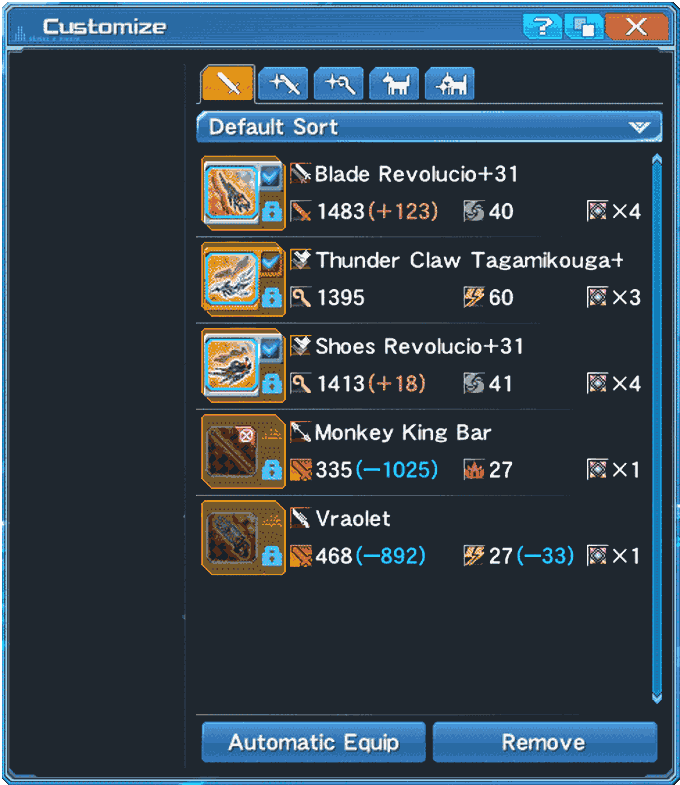 Customize
?
Default Sort
Blade Revolucio+31
1483(+123) 40 ×4
Thunder Claw Tagamikouga+
1395 60 ×3
Shoes Revolucio+31
1413(+18) 41 ×4
Monkey King Bar
335(−1025) 27 ×1
Vraolet
468(−892) 27(−33) ×1
Automatic Equip Remove